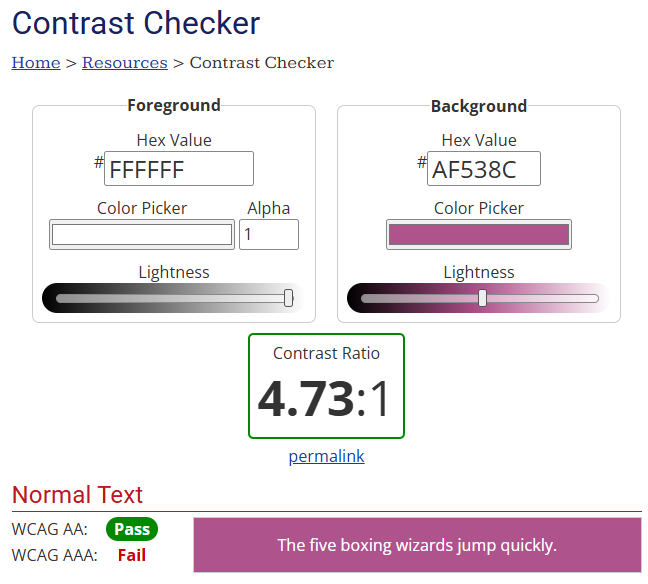 Contrast Checker
Home > Resources > Contrast Checker
Foreground
Hex Value
# FFFFFF
Color Picker Alpha
1
Lightness
Background
Hex Value
# AF538C
Color Picker
Lightness
Contrast Ratio
4.73:1
permalink
Normal Text
WCAG AA: Pass
WCAG AAA: Fail
The five boxing wizards jump quickly.